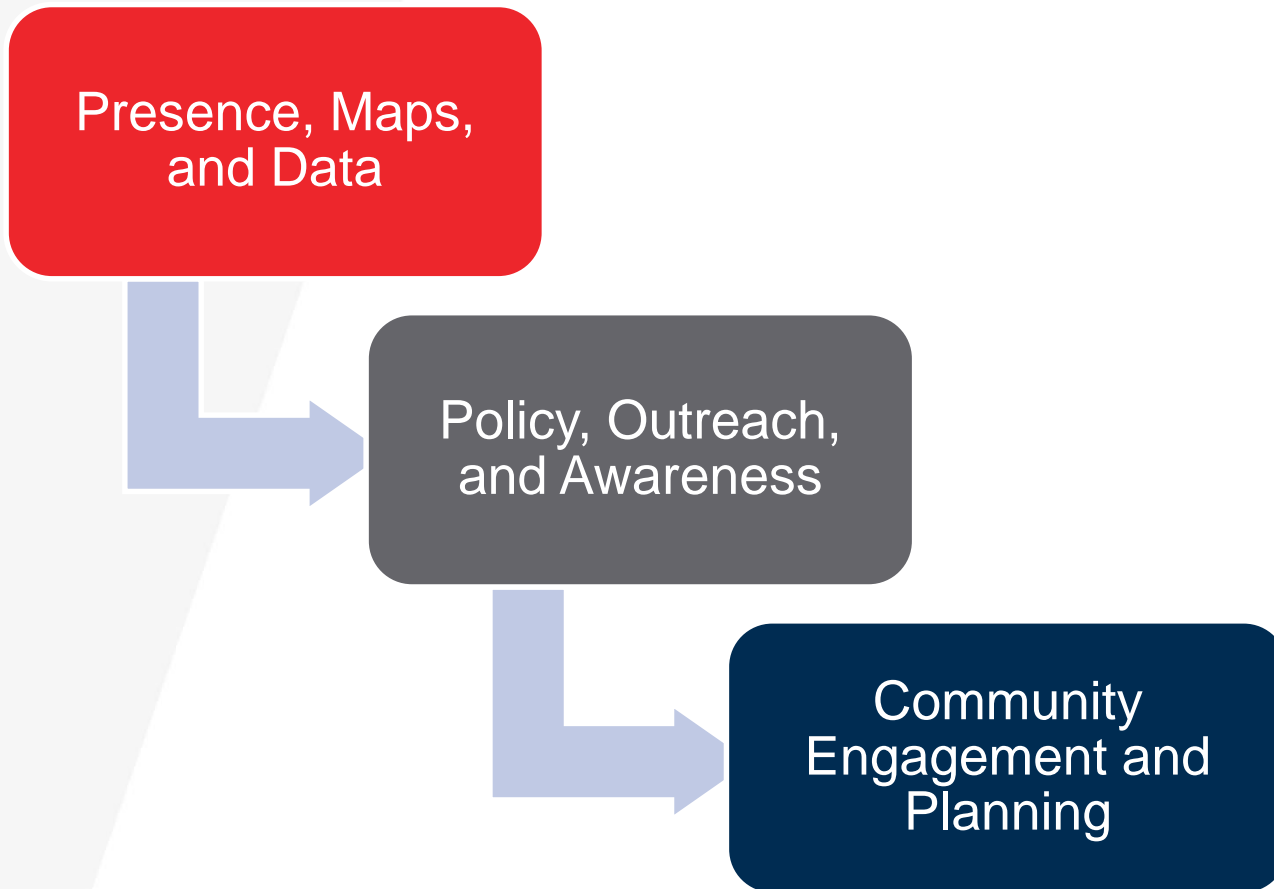 Presence, Maps,
and Data
Policy, Outreach,
and Awareness
Community
Engagement and
Planning